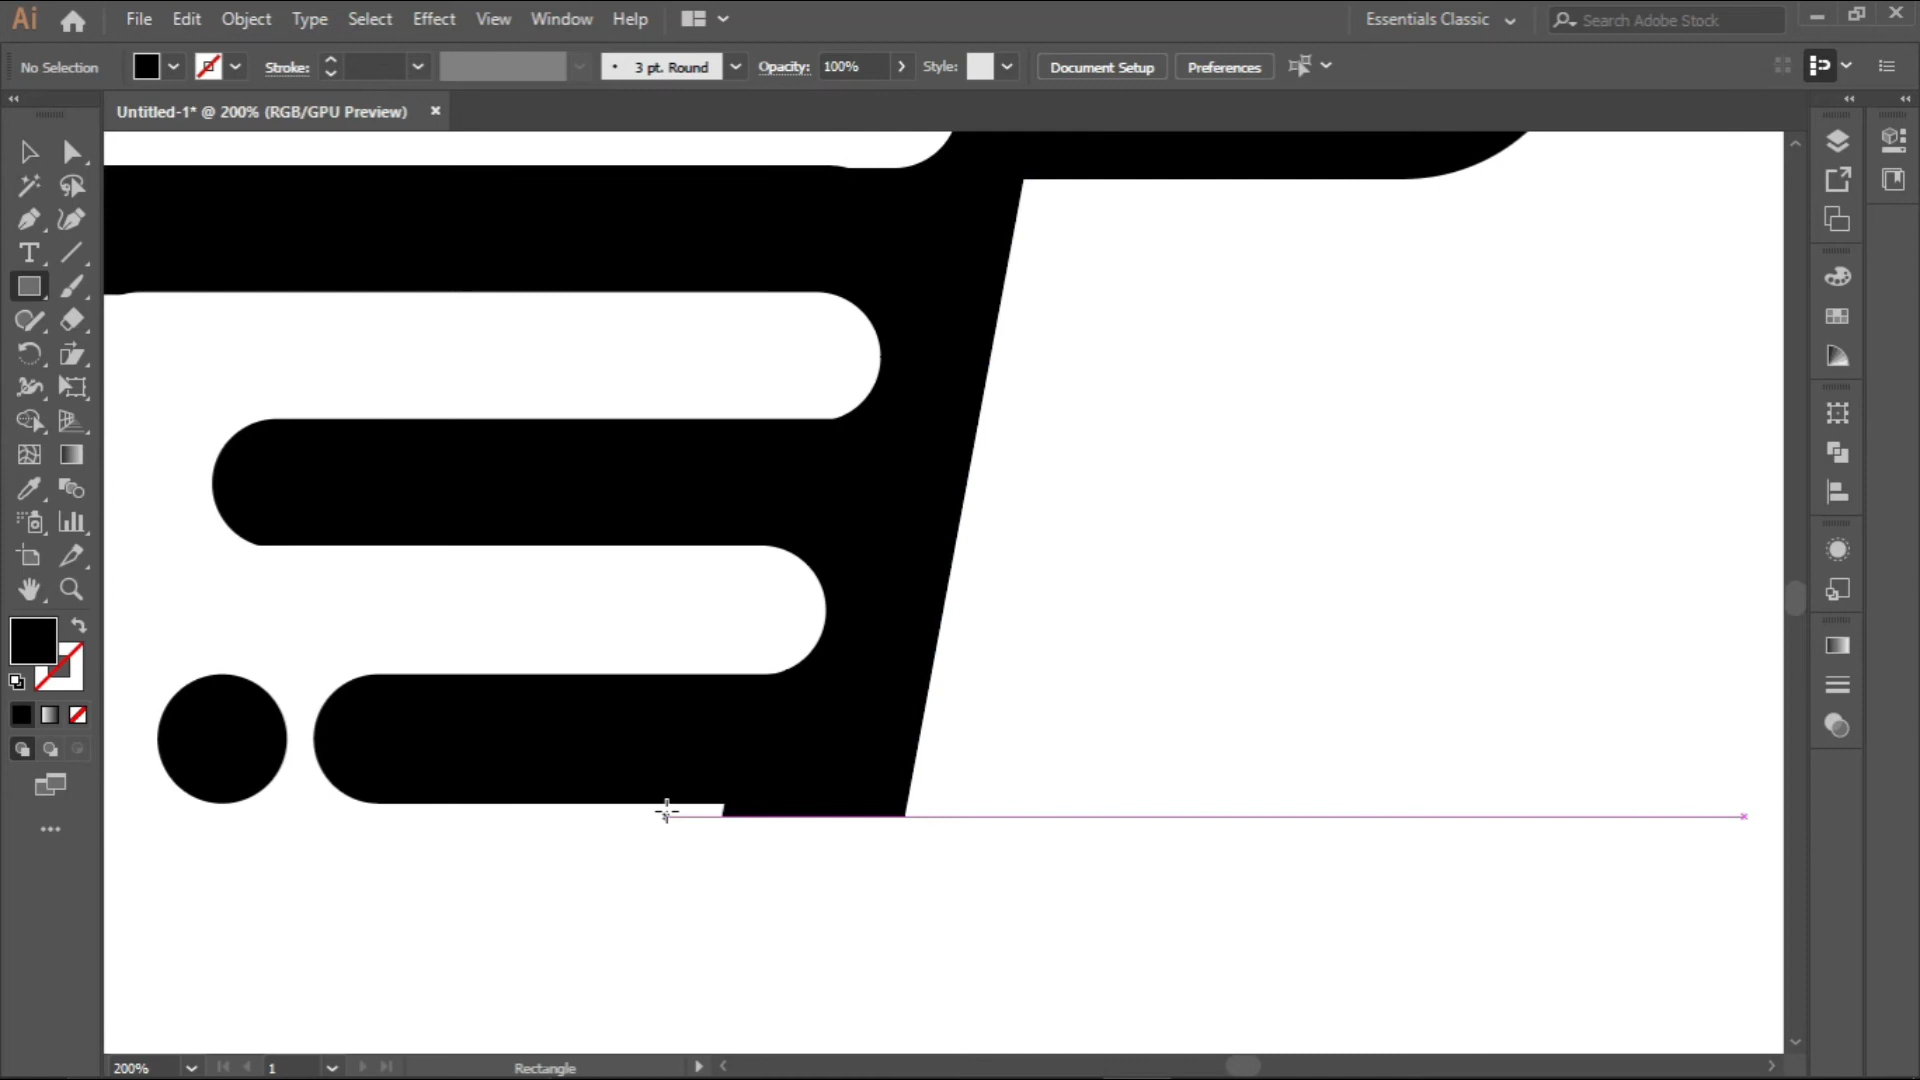 Ai File Edit Object Type Select Effect View Window Help Essentials Classic Search Adobe Stock
No Selection Stroke: 3 pt. Round Opacity: 100% Style: Document Setup Preferences
Untitled-1* @ 200% (RGB/GPU Preview)
200% 1 Rectangle